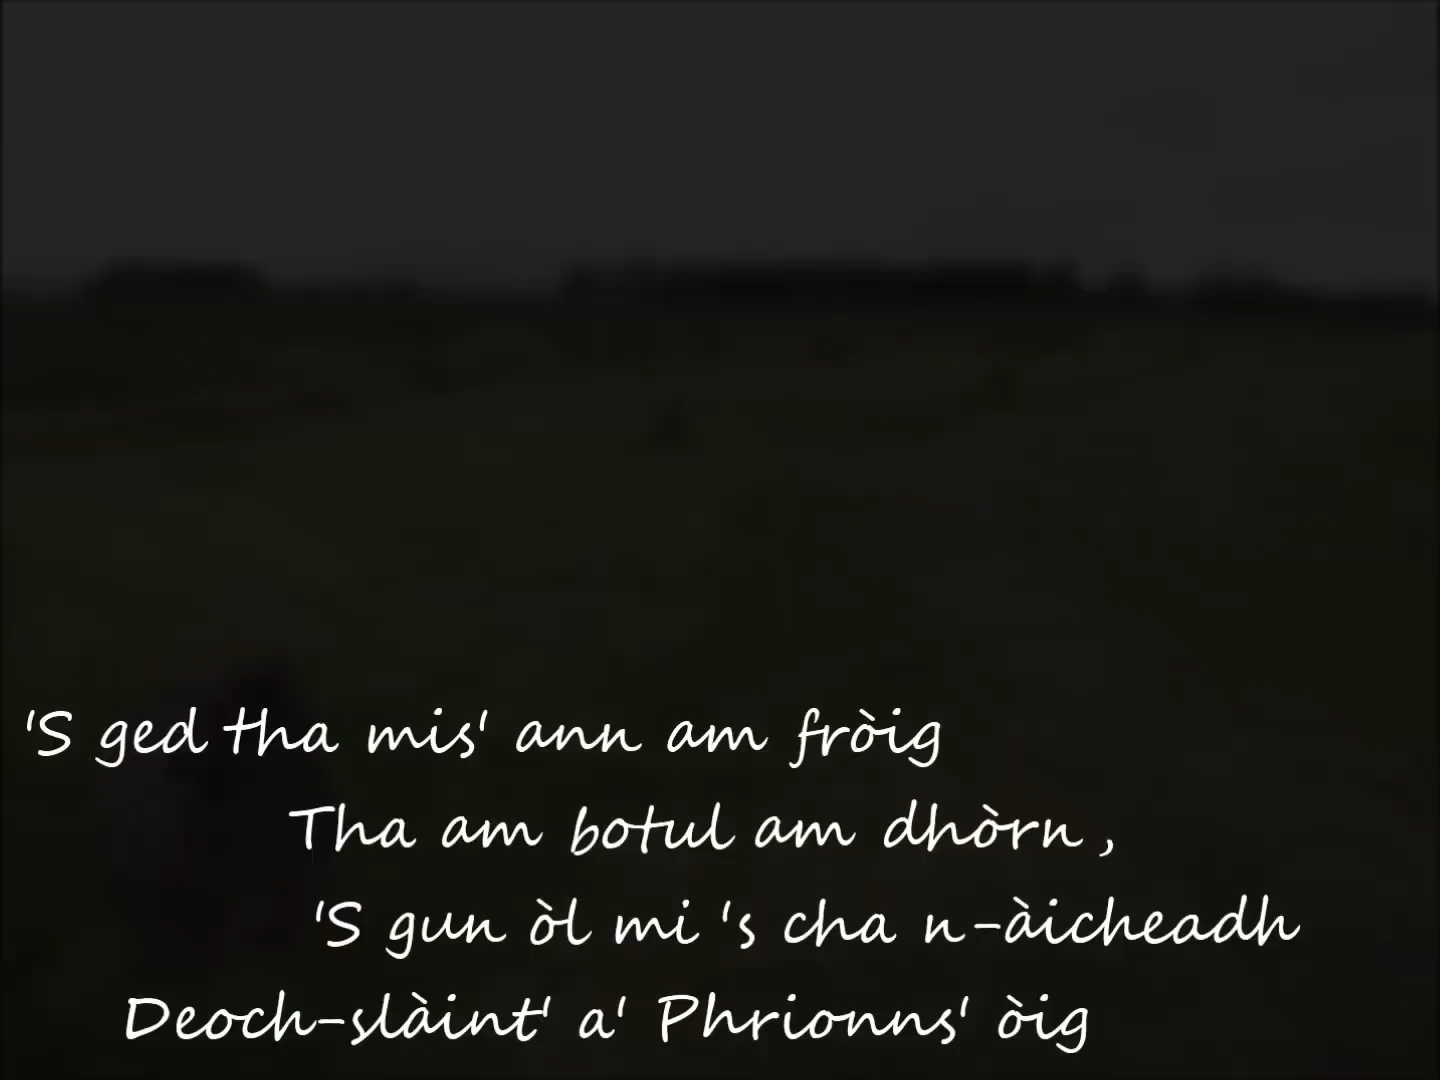 'S ged tha mis' ann am fròig
Tha am botul am dhòrn ,
'S gun òl mi 's cha n-àicheadh
Deoch-slàint' a' Phrionns' òig